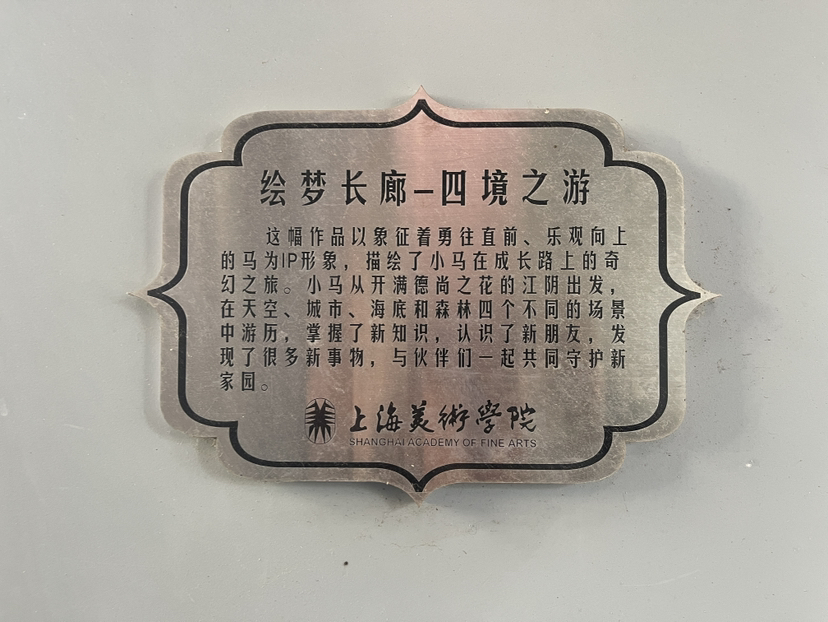 绘梦长廊–四境之游
这幅作品以象征着勇往直前、乐观向上
的马为IP形象，描绘了小马在成长路上的奇
幻之旅。小马从开满德尚之花的江阴出发，
在天空、城市、海底和森林四个不同的场景
中游历，掌握了新知识，认识了新朋友，发
现了很多新事物，与伙伴们一起共同守护新
家园。
上海美術學院
SHANGHAI ACADEMY OF FINE ARTS